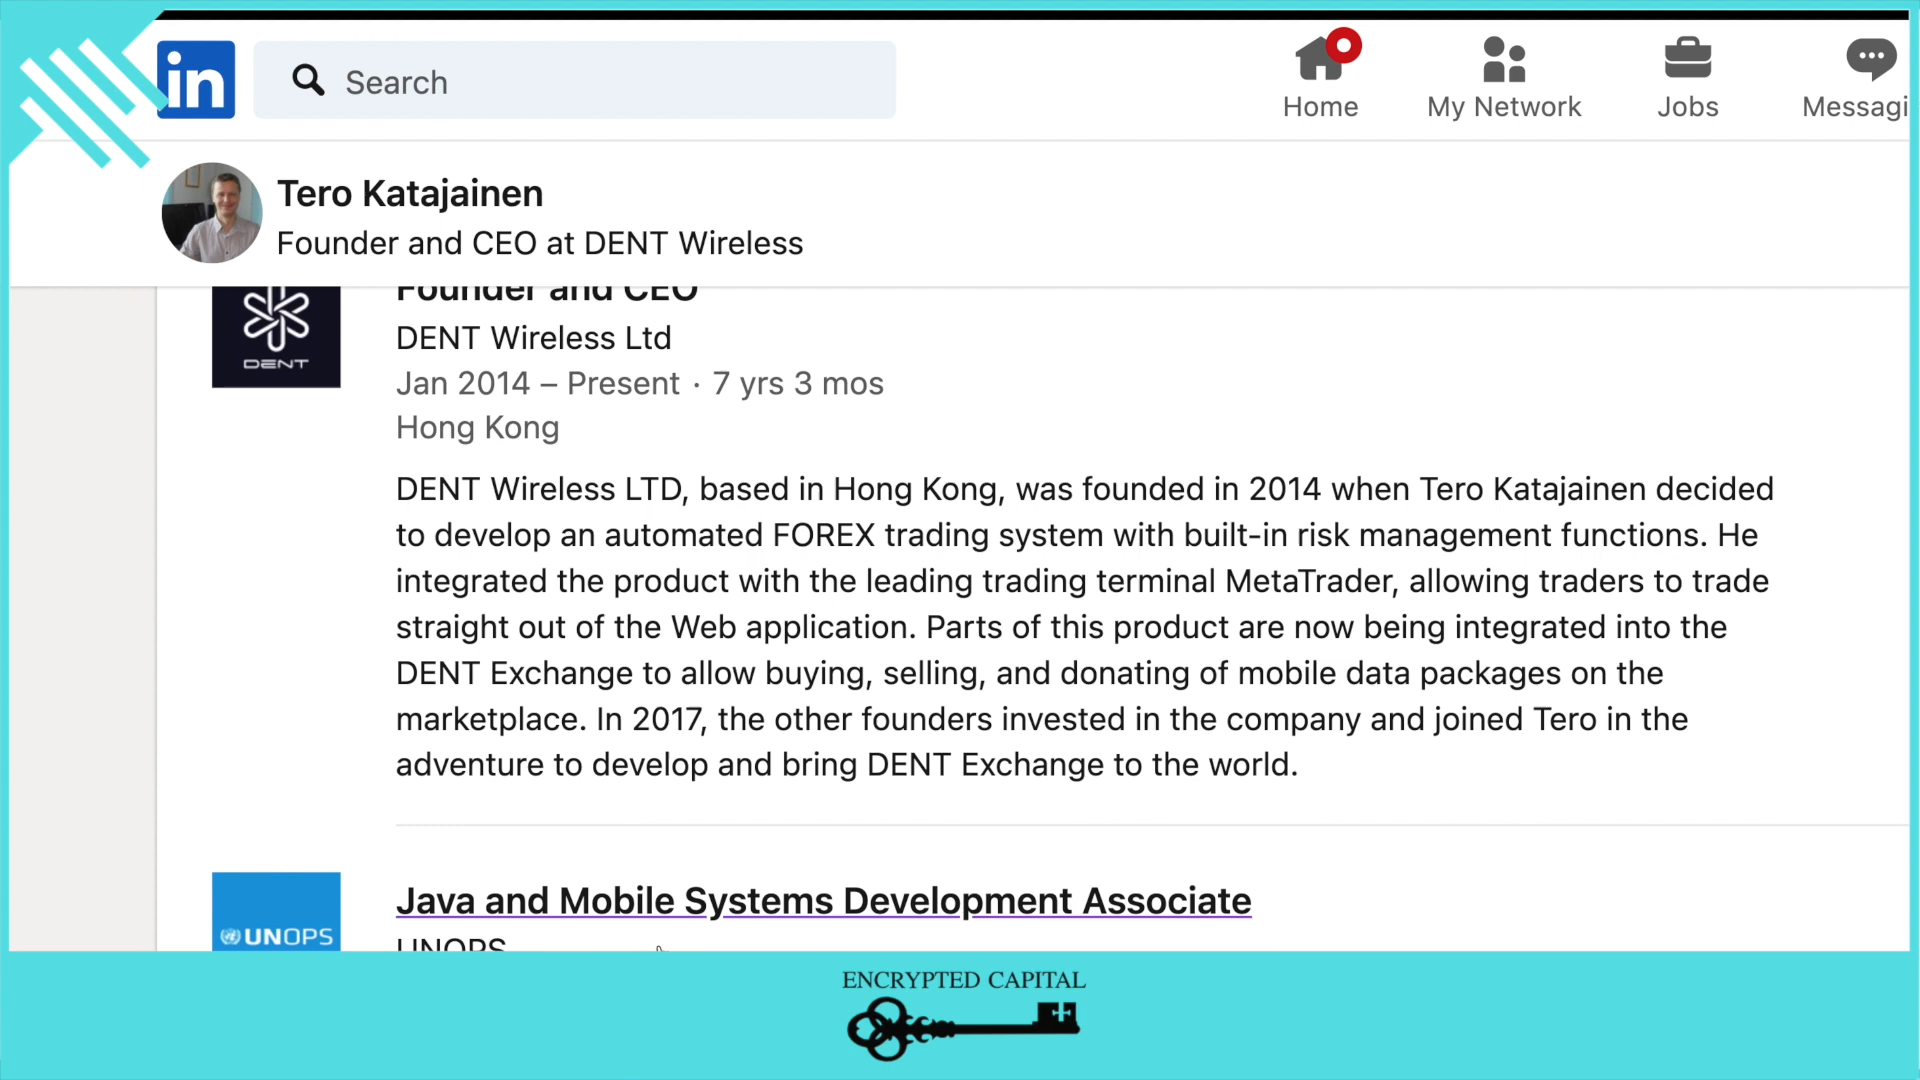 in
Search
Home
My Network
Jobs
Messagi
Tero Katajainen
Founder and CEO at DENT Wireless
Founder and CEO
DENT
DENT Wireless Ltd
Jan 2014 – Present · 7 yrs 3 mos
Hong Kong
DENT Wireless LTD, based in Hong Kong, was founded in 2014 when Tero Katajainen decided
to develop an automated FOREX trading system with built-in risk management functions. He
integrated the product with the leading trading terminal MetaTrader, allowing traders to trade
straight out of the Web application. Parts of this product are now being integrated into the
DENT Exchange to allow buying, selling, and donating of mobile data packages on the
marketplace. In 2017, the other founders invested in the company and joined Tero in the
adventure to develop and bring DENT Exchange to the world.
Java and Mobile Systems Development Associate
UNOPS
UNOPS
ENCRYPTED CAPITAL